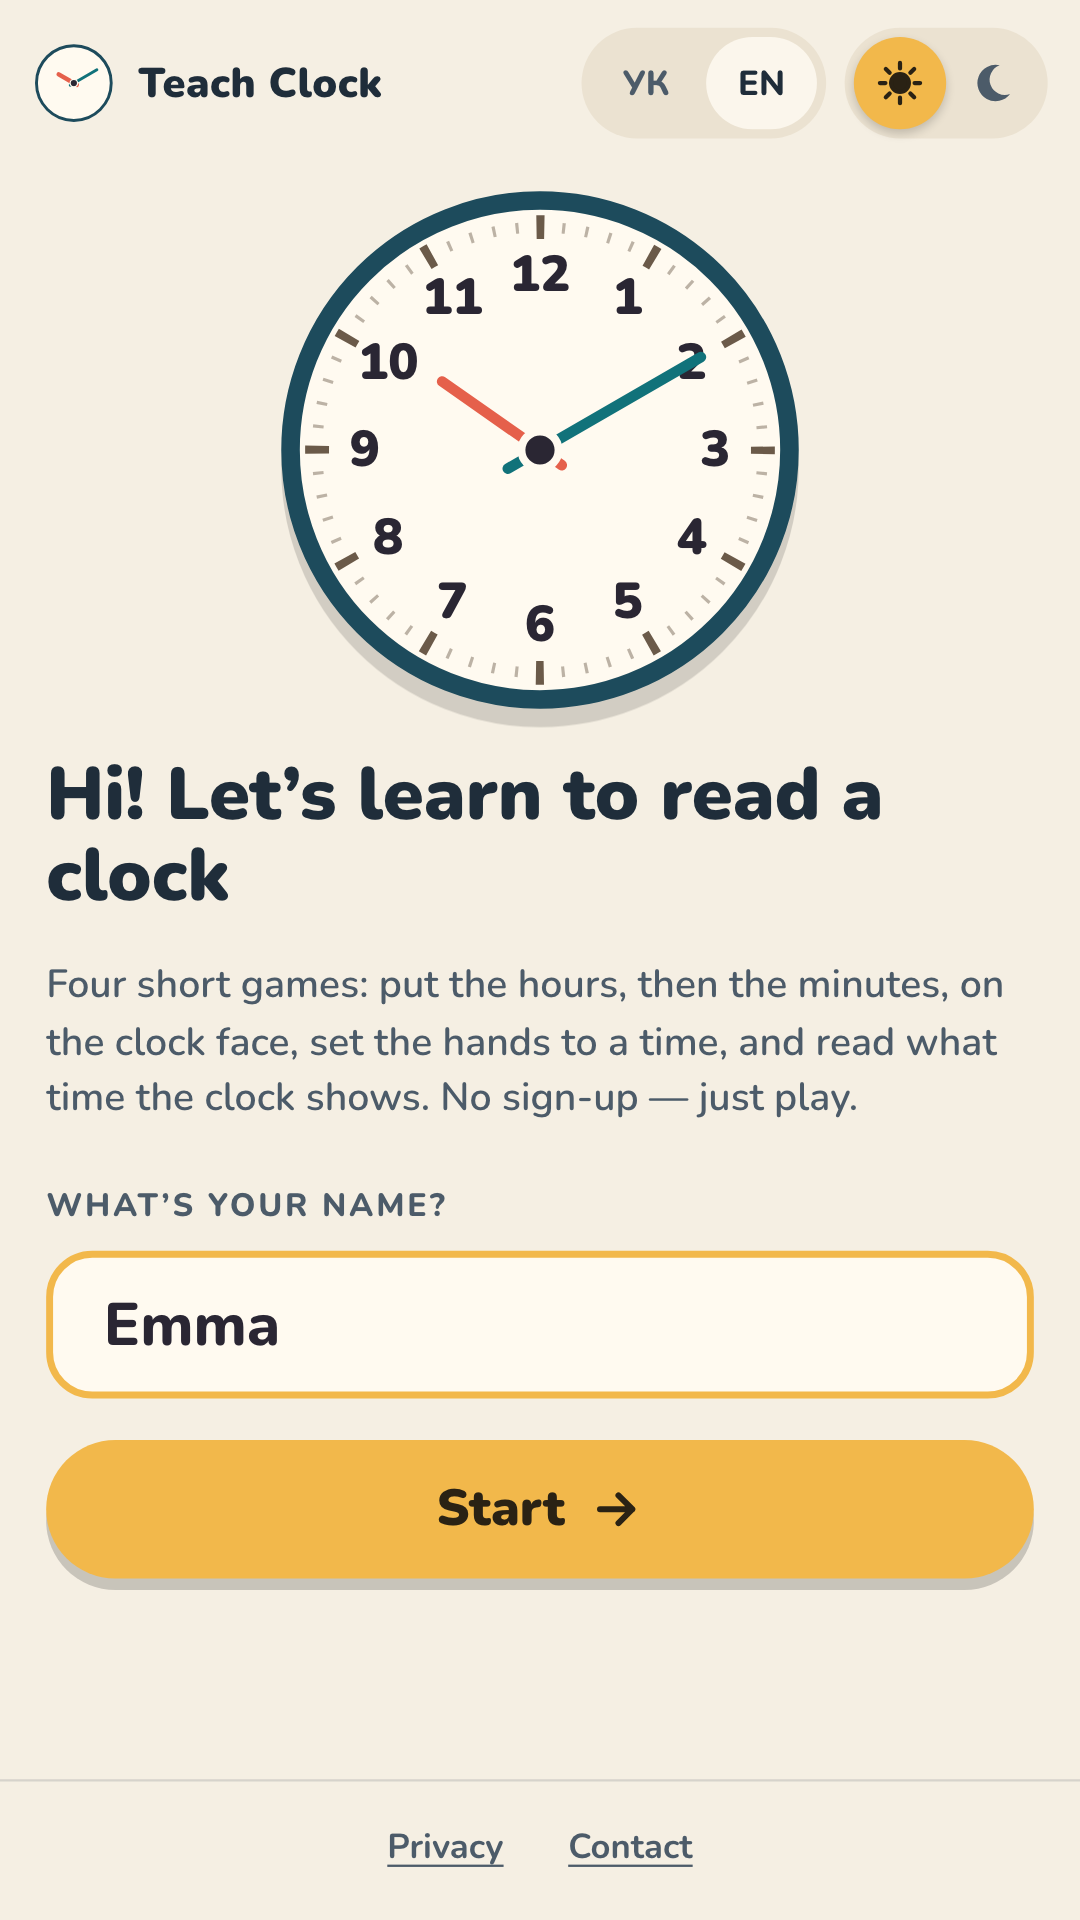 Teach Clock
УК
EN
12
1
2
3
4
5
6
7
8
9
10
11
Hi! Let’s learn to read a
clock
Four short games: put the hours, then the minutes, on
the clock face, set the hands to a time, and read what
time the clock shows. No sign-up — just play.
WHAT’S YOUR NAME?
Emma
Start →
Privacy
Contact